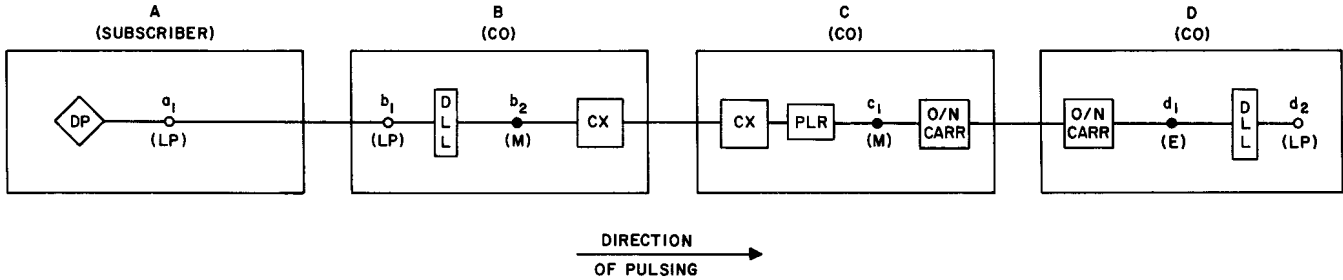 A
(SUBSCRIBER)
B
(CO)
C
(CO)
D
(CO)
DP
a1
(LP)
b1
(LP)
D
L
L
b2
(M)
CX
CX
PLR
c1
(M)
O/N
CARR
O/N
CARR
d1
(E)
D
L
L
d2
(LP)
DIRECTION
OF PULSING